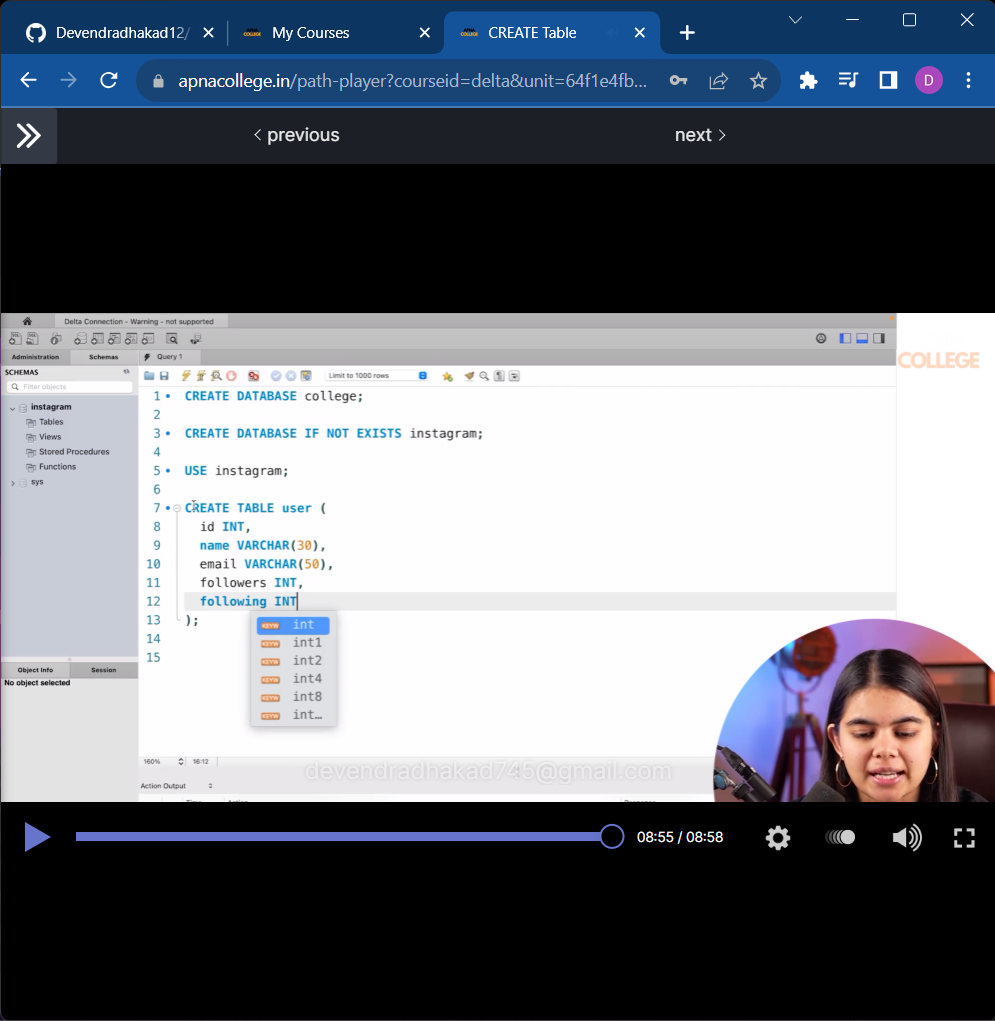 Devendradhakad12/
My Courses
CREATE Table
apnacollege.in/path-player?courseid=delta&unit=64f1e4fb...
D
previous
next
Delta Connection - Warning - not supported
Administration Schemas
Query 1
SCHEMAS
Filter objects
instagram
Tables
Views
Stored Procedures
Functions
sys
Object Info Session
No object selected
Limit to 1000 rows
COLLEGE
1 CREATE DATABASE college;
2
3 CREATE DATABASE IF NOT EXISTS instagram;
4
5 USE instagram;
6
7 CREATE TABLE user (
8 id INT,
9 name VARCHAR(30),
10 email VARCHAR(50),
11 followers INT,
12 following INT
13 );
14
15
int
int1
int2
int4
int8
int...
160% 16:12
devendradhakad745@gmail.com
Action Output
08:55 / 08:58